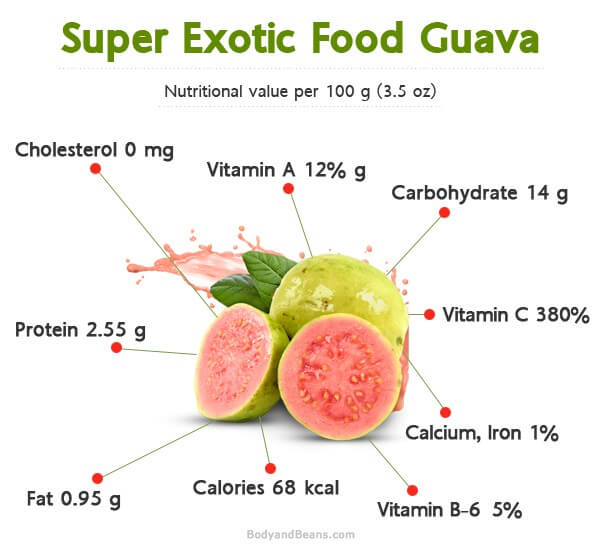 Super Exotic Food Guava
Nutritional value per 100 g (3.5 oz)
Cholesterol 0 mg
Vitamin A 12% g
Carbohydrate 14 g
Vitamin C 380%
Protein 2.55 g
Calcium, Iron 1%
Fat 0.95 g
Calories 68 kcal
Vitamin B-6 5%
BodyandBeans.com